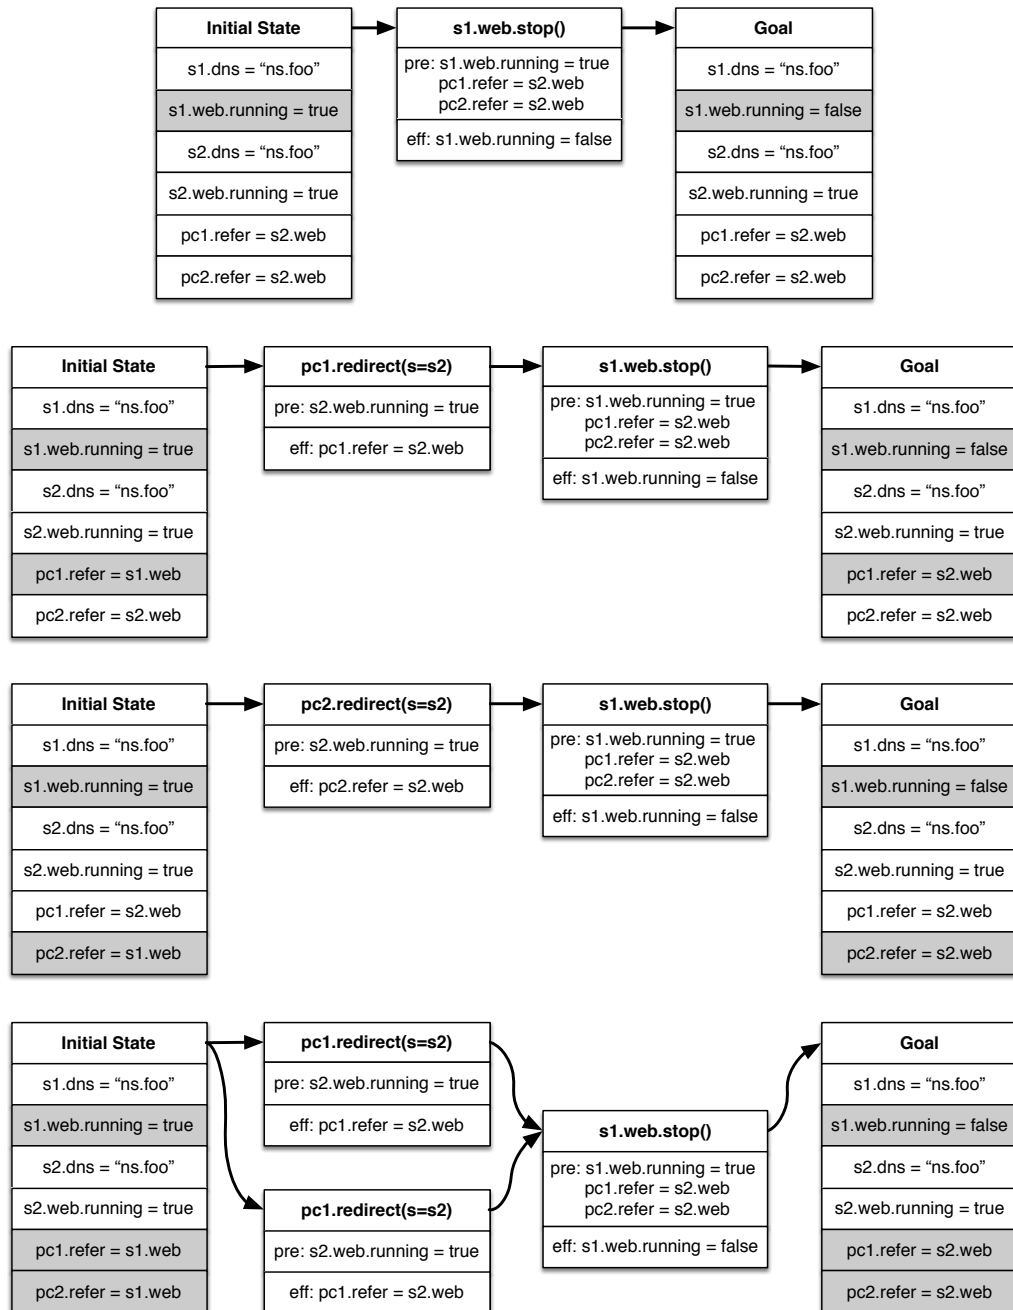 Initial State
s1.dns = “ns.foo”
s1.web.running = true
s2.dns = “ns.foo”
s2.web.running = true
pc1.refer = s2.web
pc2.refer = s2.web
s1.web.stop()
pre: s1.web.running = true
pc1.refer = s2.web
pc2.refer = s2.web
eff: s1.web.running = false
Goal
s1.dns = “ns.foo”
s1.web.running = false
s2.dns = “ns.foo”
s2.web.running = true
pc1.refer = s2.web
pc2.refer = s2.web
Initial State
s1.dns = “ns.foo”
s1.web.running = true
s2.dns = “ns.foo”
s2.web.running = true
pc1.refer = s1.web
pc2.refer = s2.web
pc1.redirect(s=s2)
pre: s2.web.running = true
eff: pc1.refer = s2.web
s1.web.stop()
pre: s1.web.running = true
pc1.refer = s2.web
pc2.refer = s2.web
eff: s1.web.running = false
Goal
s1.dns = “ns.foo”
s1.web.running = false
s2.dns = “ns.foo”
s2.web.running = true
pc1.refer = s2.web
pc2.refer = s2.web
Initial State
s1.dns = “ns.foo”
s1.web.running = true
s2.dns = “ns.foo”
s2.web.running = true
pc1.refer = s2.web
pc2.refer = s1.web
pc2.redirect(s=s2)
pre: s2.web.running = true
eff: pc2.refer = s2.web
s1.web.stop()
pre: s1.web.running = true
pc1.refer = s2.web
pc2.refer = s2.web
eff: s1.web.running = false
Goal
s1.dns = “ns.foo”
s1.web.running = false
s2.dns = “ns.foo”
s2.web.running = true
pc1.refer = s2.web
pc2.refer = s2.web
Initial State
s1.dns = “ns.foo”
s1.web.running = true
s2.dns = “ns.foo”
s2.web.running = true
pc1.refer = s1.web
pc2.refer = s1.web
pc1.redirect(s=s2)
pre: s2.web.running = true
eff: pc1.refer = s2.web
pc1.redirect(s=s2)
pre: s2.web.running = true
eff: pc1.refer = s2.web
s1.web.stop()
pre: s1.web.running = true
pc1.refer = s2.web
pc2.refer = s2.web
eff: s1.web.running = false
Goal
s1.dns = “ns.foo”
s1.web.running = false
s2.dns = “ns.foo”
s2.web.running = true
pc1.refer = s2.web
pc2.refer = s2.web